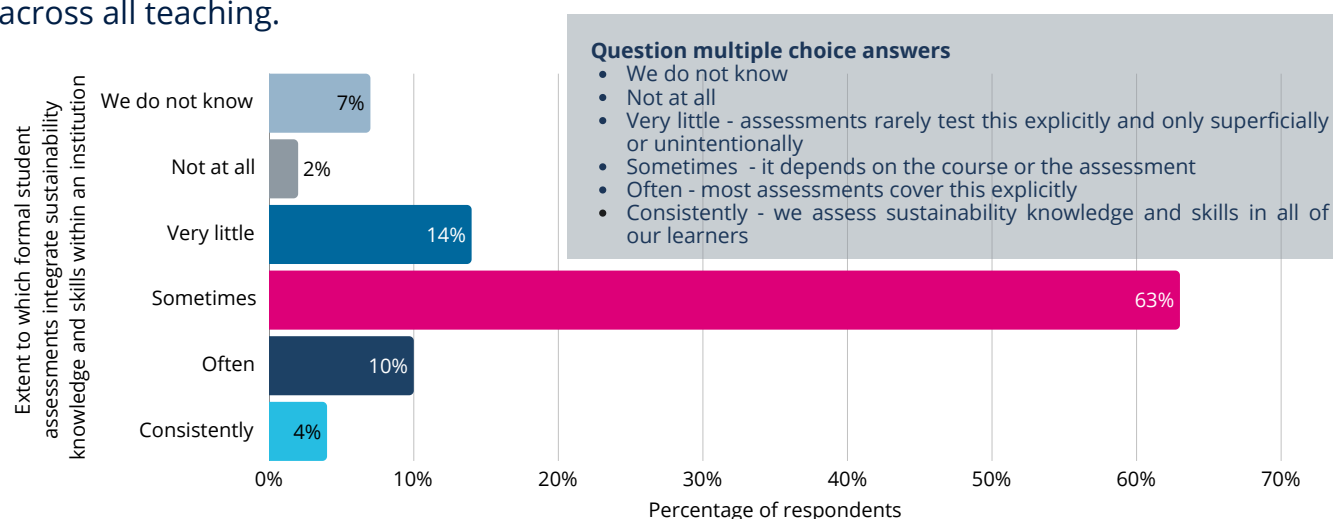 across all teaching.
Question multiple choice answers
• We do not know
• Not at all
• Very little - assessments rarely test this explicitly and only superficially
or unintentionally
• Sometimes - it depends on the course or the assessment
• Often - most assessments cover this explicitly
• Consistently - we assess sustainability knowledge and skills in all of
our learners
Extent to which formal student
assessments integrate sustainability
knowledge and skills within an institution
We do not know
7%
Not at all
2%
Very little
14%
Sometimes
63%
Often
10%
Consistently
4%
0%
10%
20%
30%
40%
50%
60%
70%
Percentage of respondents